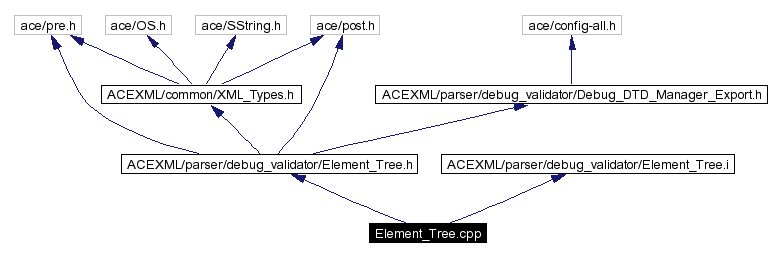 ace/pre.h
ace/OS.h
ace/SString.h
ace/post.h
ace/config-all.h
ACEXML/common/XML_Types.h
ACEXML/parser/debug_validator/Debug_DTD_Manager_Export.h
ACEXML/parser/debug_validator/Element_Tree.h
ACEXML/parser/debug_validator/Element_Tree.i
Element_Tree.cpp